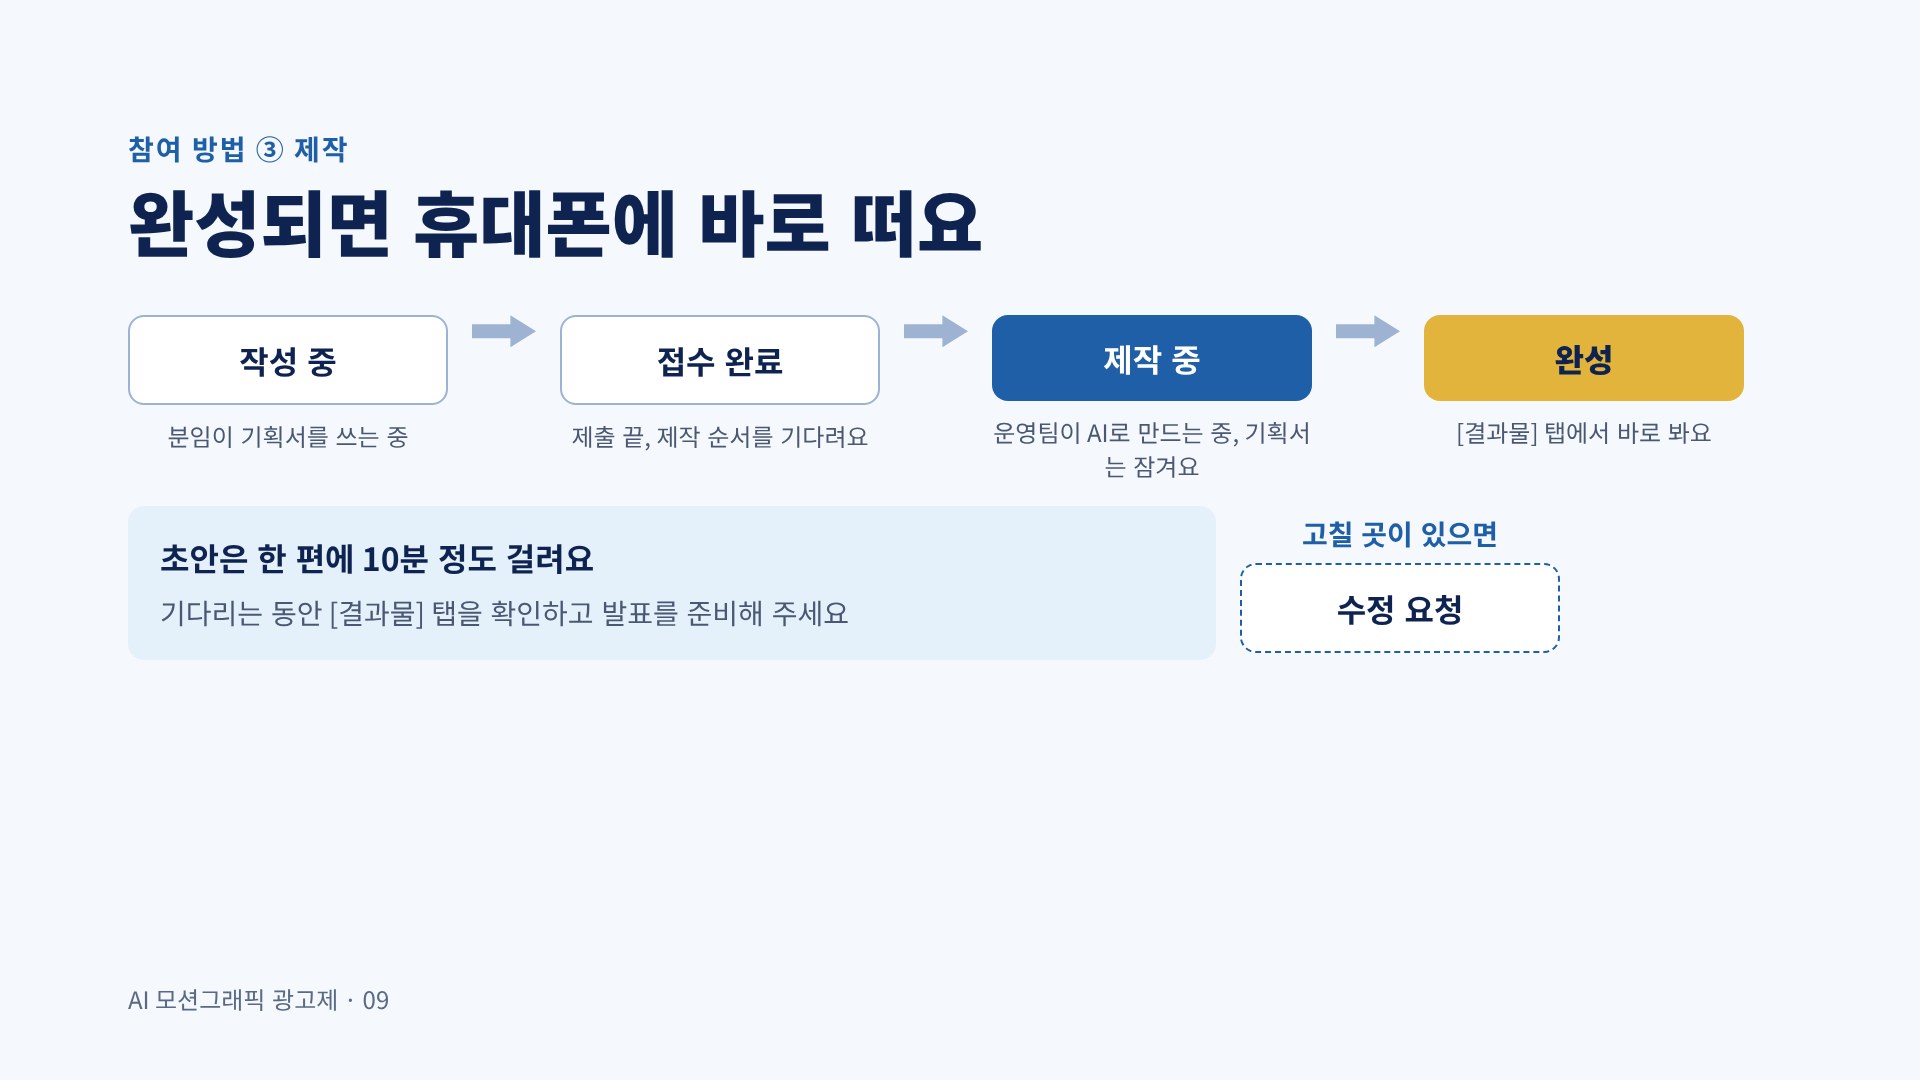 참여 방법 ③ 제작
완성되면 휴대폰에 바로 떠요
작성 중
분임이 기획서를 쓰는 중
접수 완료
제출 끝, 제작 순서를 기다려요
제작 중
운영팀이 AI로 만드는 중, 기획서
는 잠겨요
완성
[결과물] 탭에서 바로 봐요
초안은 한 편에 10분 정도 걸려요
기다리는 동안 [결과물] 탭을 확인하고 발표를 준비해 주세요
고칠 곳이 있으면
수정 요청
AI 모션그래픽 광고제 · 09